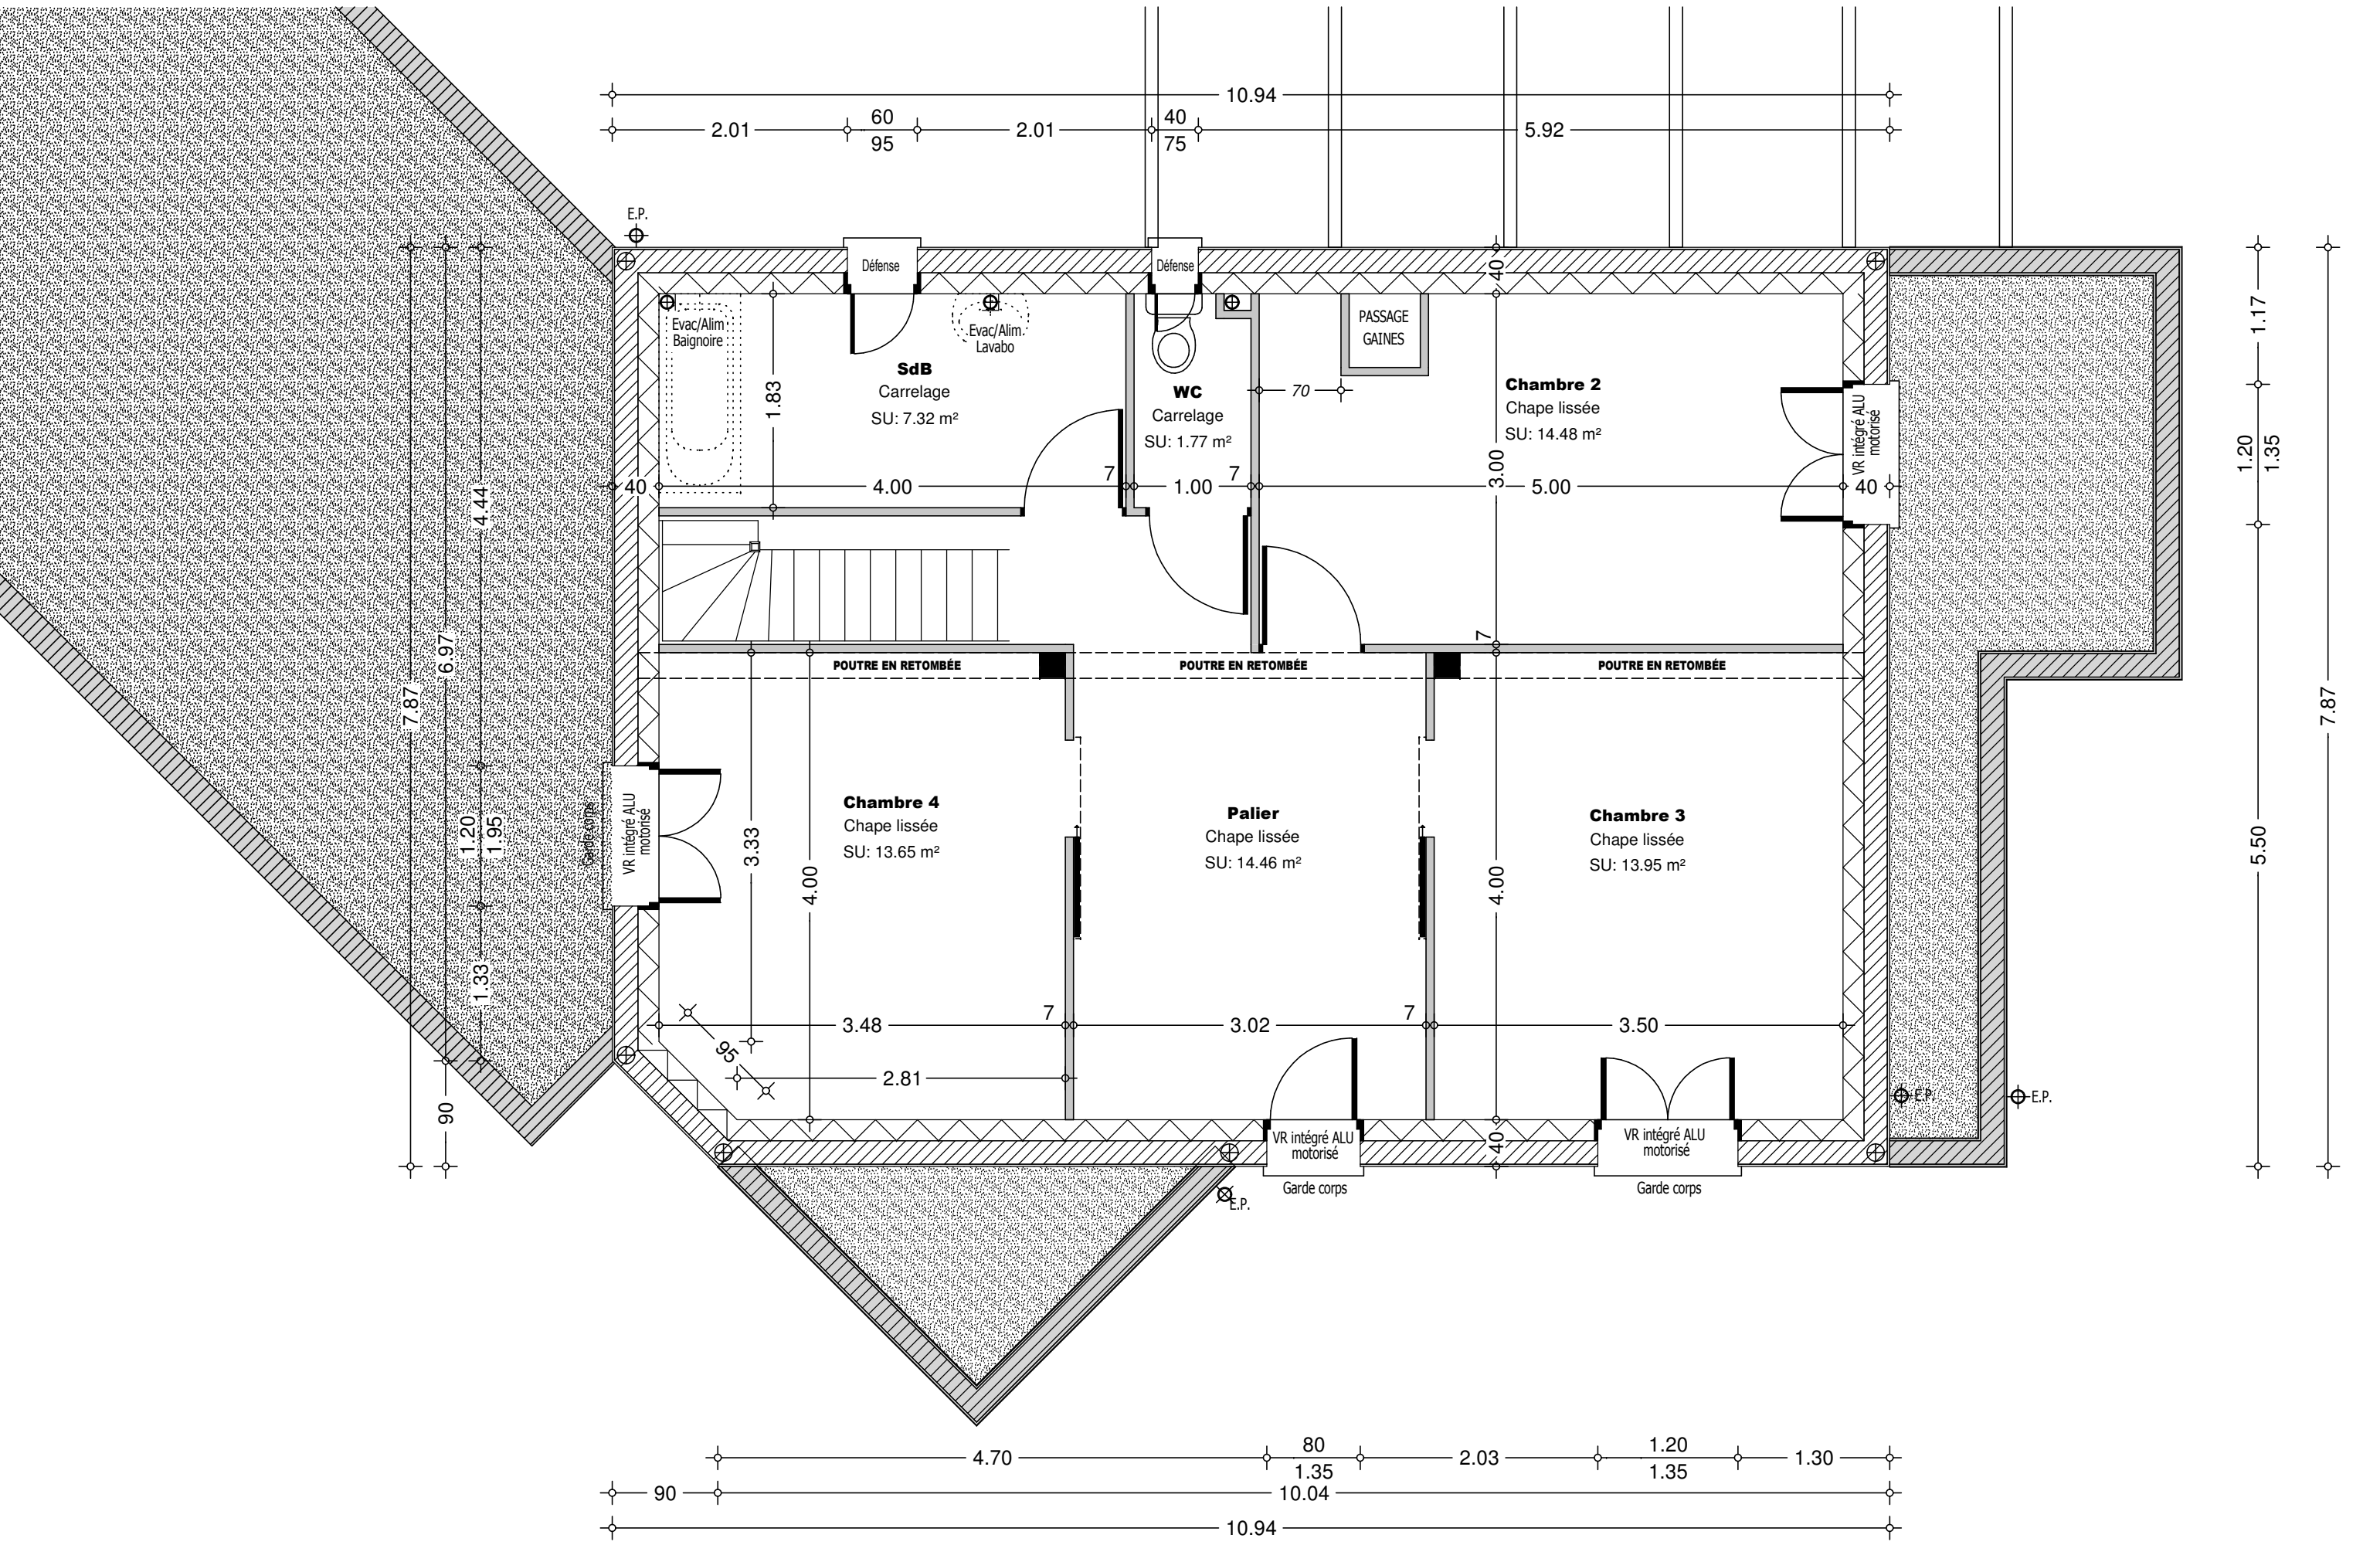 10.94
2.01
60
95
2.01
40
75
5.92
E.P.
Défense
Défense
40
Evac/Alim
Baignoire
Evac/Alim
Lavabo
PASSAGE
GAINES
SdB
Carrelage
SU: 7.32 m²
WC
Carrelage
SU: 1.77 m²
70
Chambre 2
Chape lissée
SU: 14.48 m²
VR intégré ALU
motorisé
1.83
3.00
40
4.00
7
1.00
7
5.00
40
7
POUTRE EN RETOMBÉE
POUTRE EN RETOMBÉE
POUTRE EN RETOMBÉE
4.44
6.97
7.87
1.20
1.95
1.33
90
Garde corps
VR intégré ALU
motorisé
3.33
4.00
Chambre 4
Chape lissée
SU: 13.65 m²
Palier
Chape lissée
SU: 14.46 m²
Chambre 3
Chape lissée
SU: 13.95 m²
4.00
3.48
7
3.02
7
3.50
95
2.81
40
VR intégré ALU
motorisé
Garde corps
VR intégré ALU
motorisé
Garde corps
E.P.
E.P.
E.P.
1.17
1.20
1.35
5.50
7.87
4.70
80
1.35
2.03
1.20
1.35
1.30
90
10.04
10.94